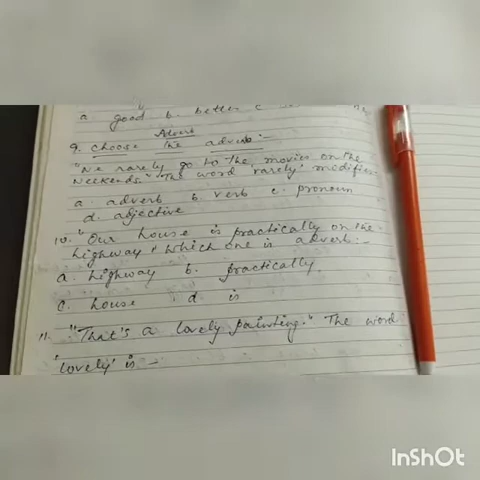 a good b. better c
Adverb
9. choose the adverb:-
"We rarely go to the movies on the
weekends." The word 'rarely' modifies
a. adverb b. verb c. pronoun
d. adjective
10. "Our house is practically on the
highway" which one is adverb:-
a. highway b. practically.
c. house d is
11. "That's a lovely painting." The word
'lovely' is -
InShOt